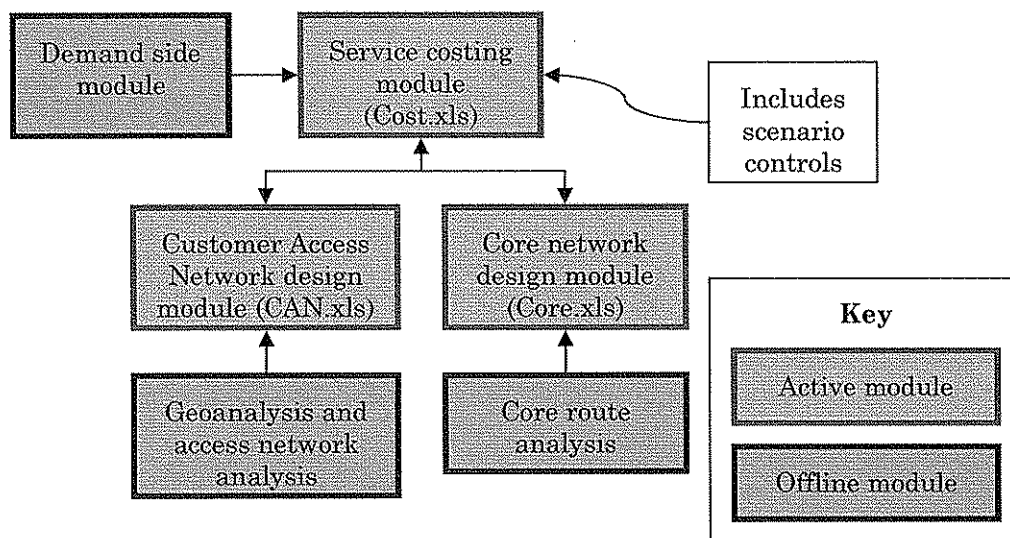 Demand side
module
Service costing
module
(Cost.xls)
Includes
scenario
controls
Customer Access
Network design
module (CAN.xls)
Core network
design module
(Core.xls)
Geoanalysis and
access network
analysis
Core route
analysis
Key
Active module
Offline module